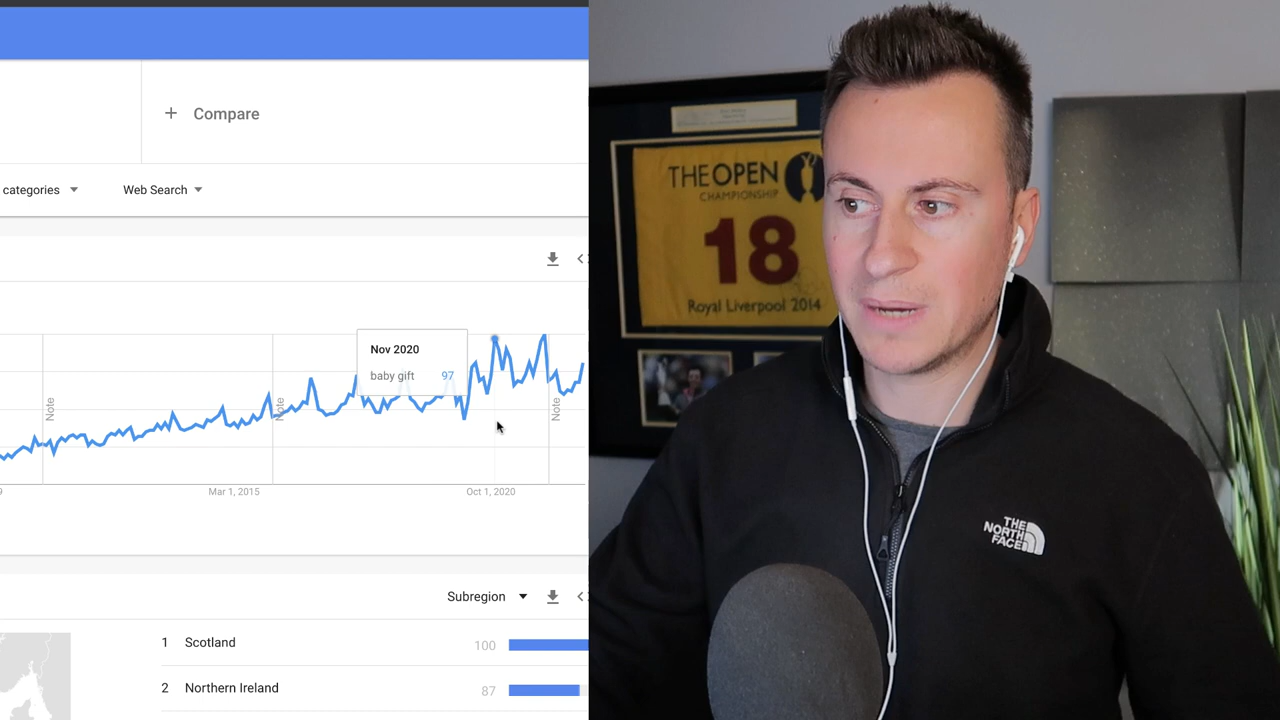 Compare
categories
Web Search
Nov 2020
baby gift 97
Note
Note
Note
9
Mar 1, 2015
Oct 1, 2020
Subregion
1 Scotland 100
2 Northern Ireland 87
THE OPEN
CHAMPIONSHIP
18
Royal Liverpool 2014
THE
NORTH
FACE